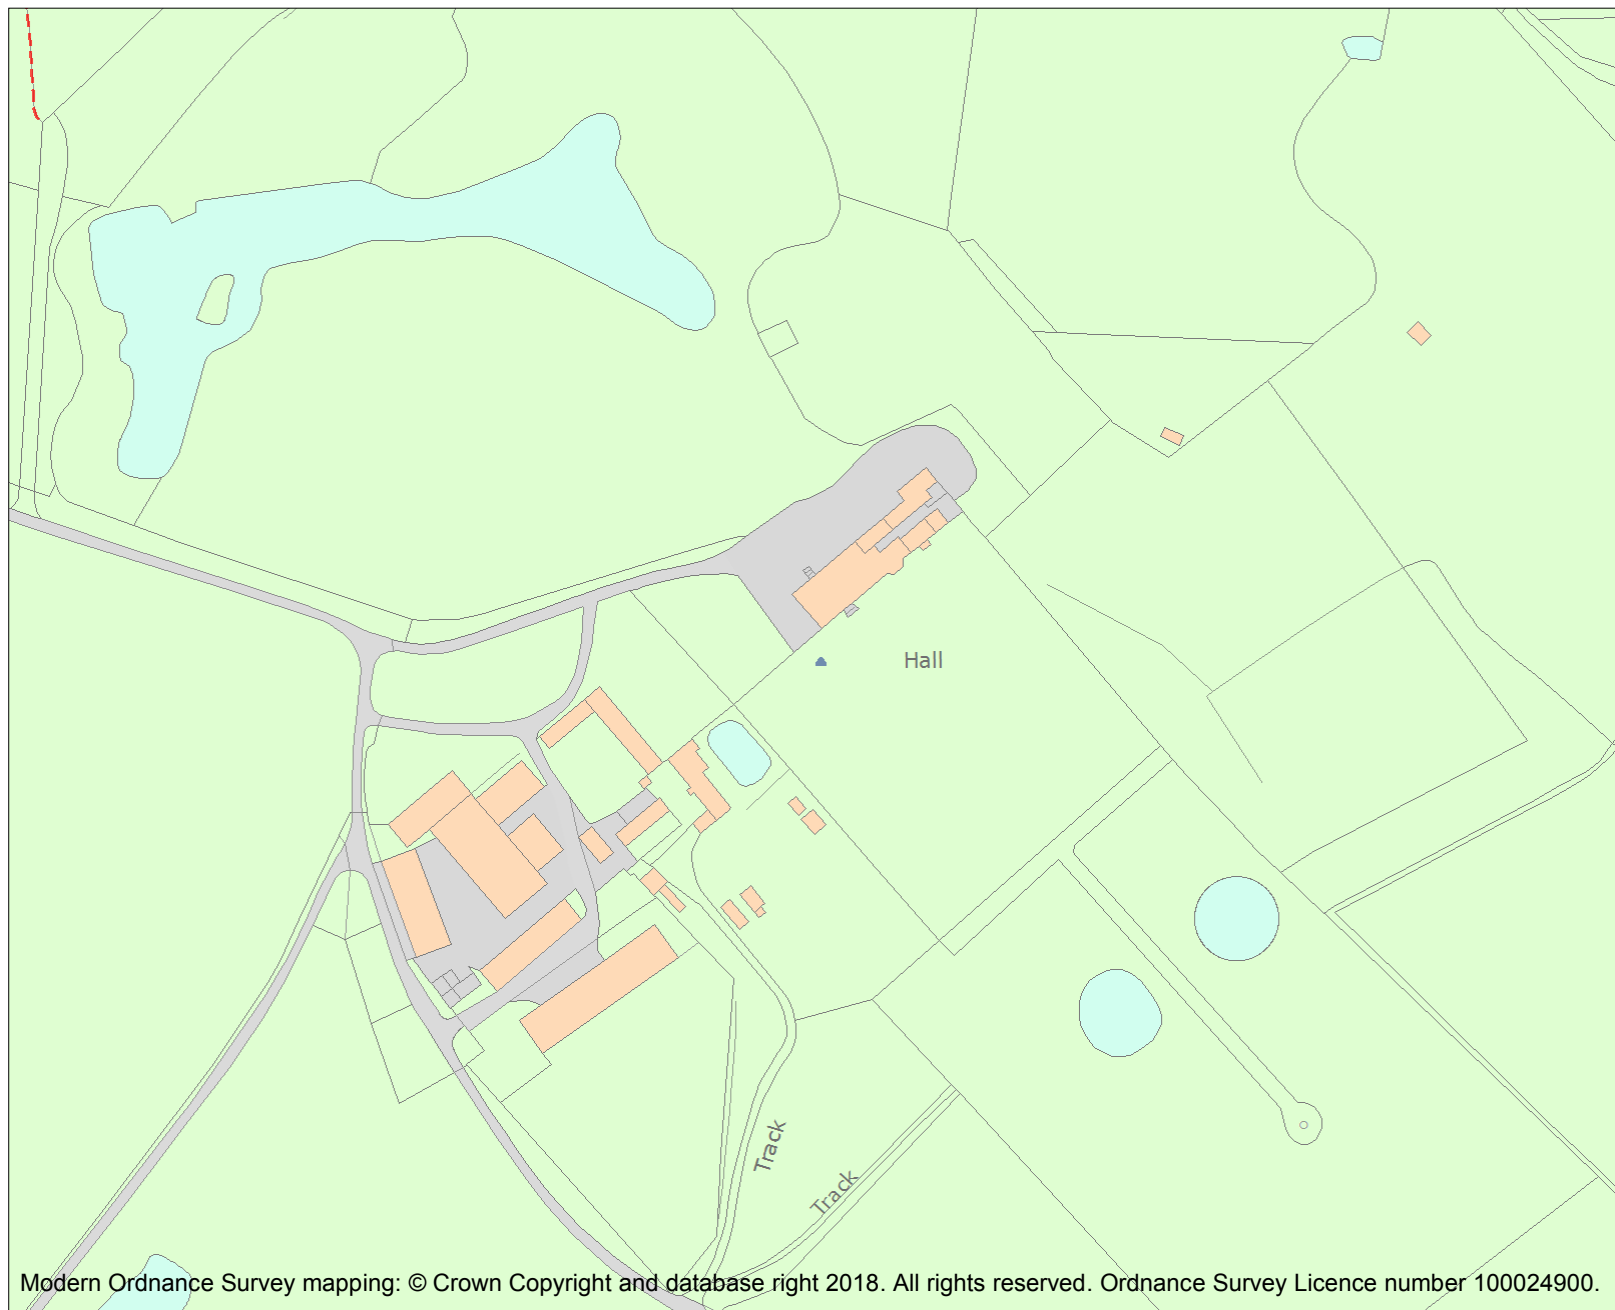 Hall
Track
Track
Modern Ordnance Survey mapping: © Crown Copyright and database right 2018. All rights reserved. Ordnance Survey Licence number 100024900.